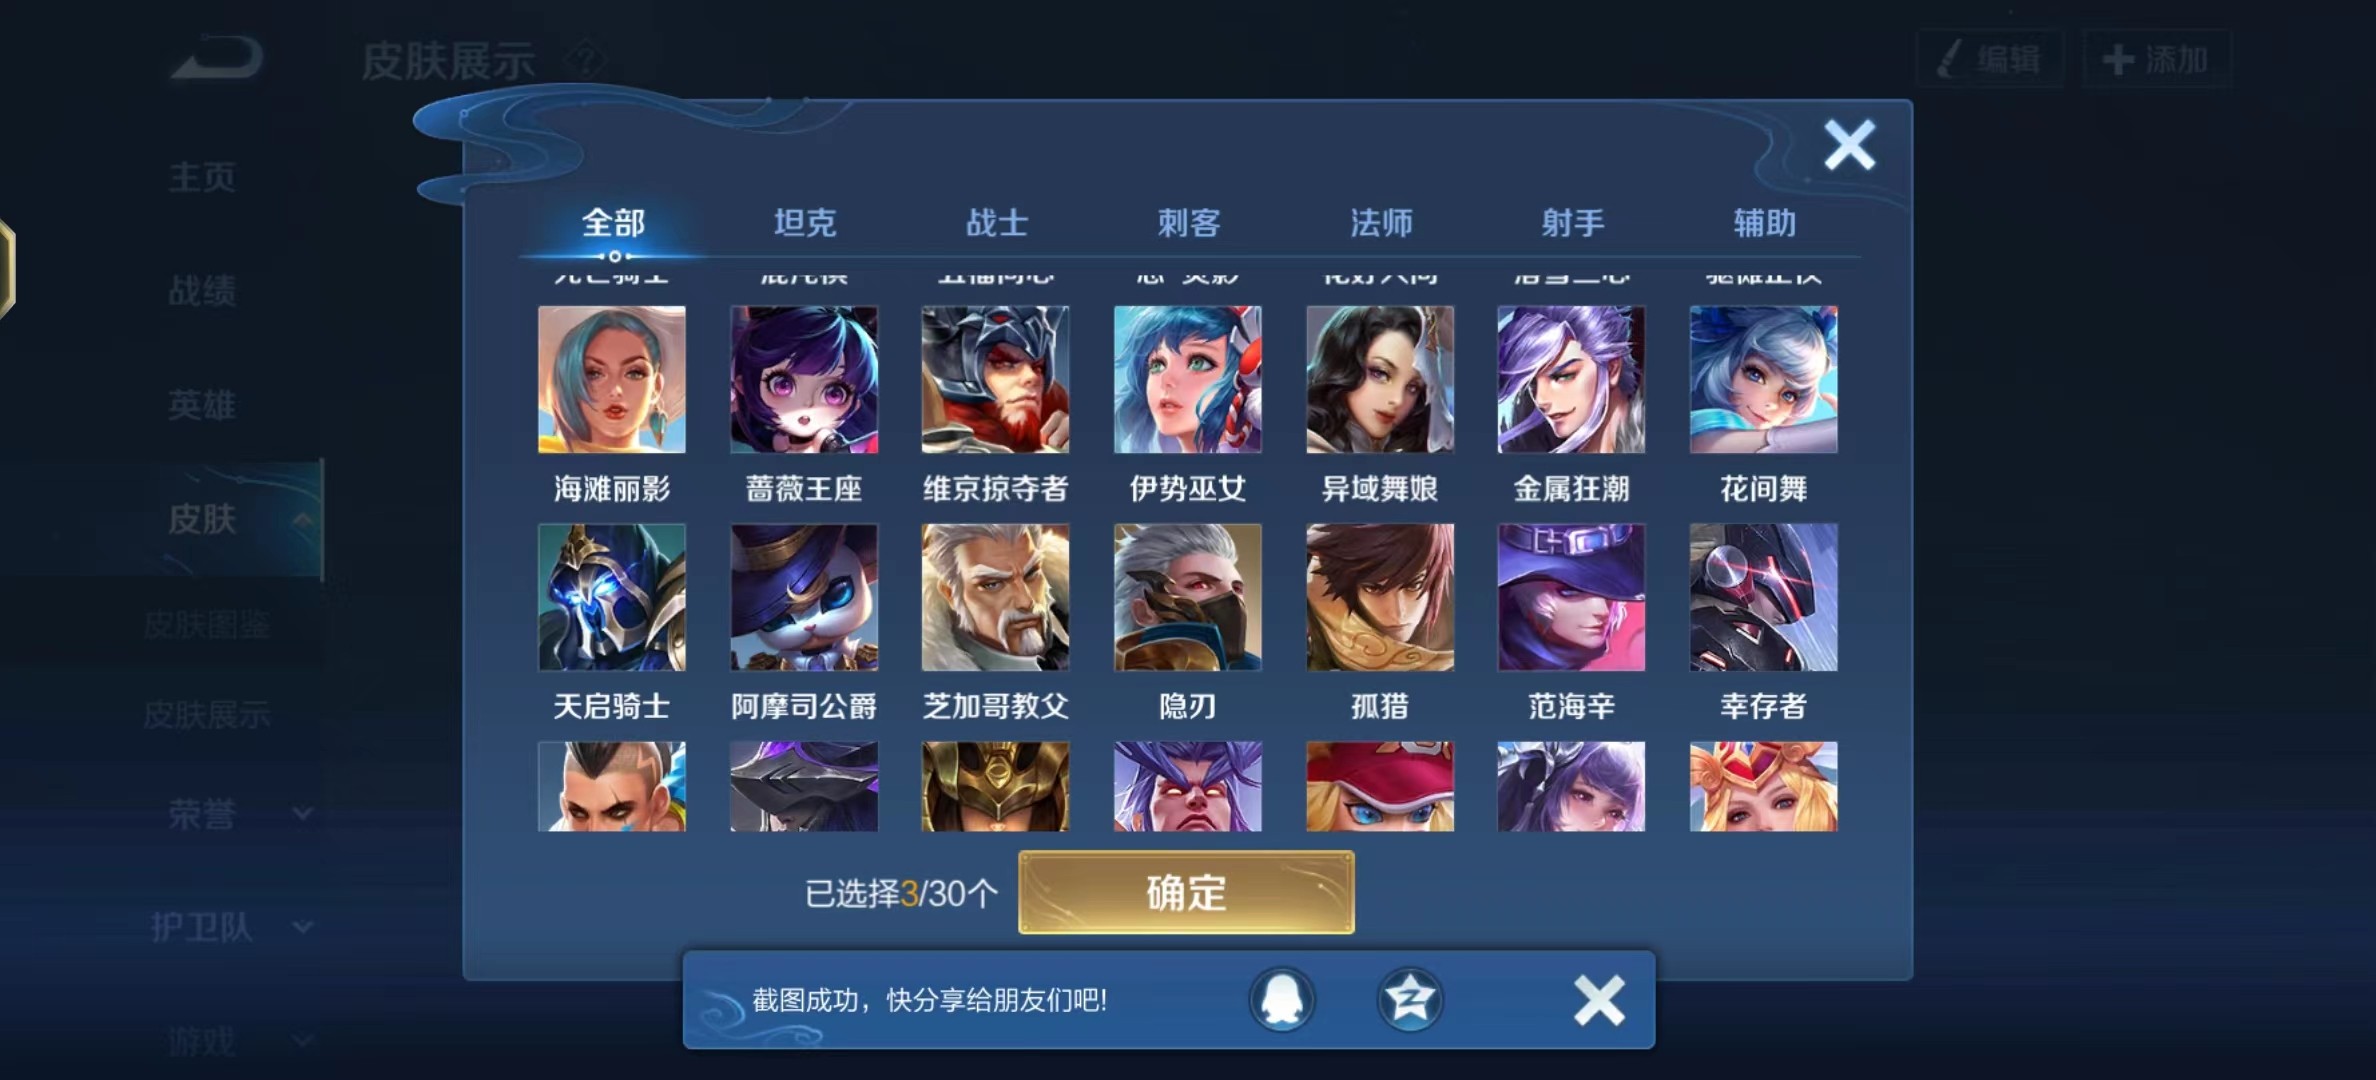 皮肤展示
编辑
添加
主页
战绩
英雄
皮肤
皮肤图鉴
皮肤展示
荣誉
护卫队
游戏
全部 坦克 战士 刺客 法师 射手 辅助
海滩丽影 蔷薇王座 维京掠夺者 伊势巫女 异域舞娘 金属狂潮 花间舞
天启骑士 阿摩司公爵 芝加哥教父 隐刃 孤猎 范海辛 幸存者
已选择3/30个
确定
截图成功，快分享给朋友们吧!